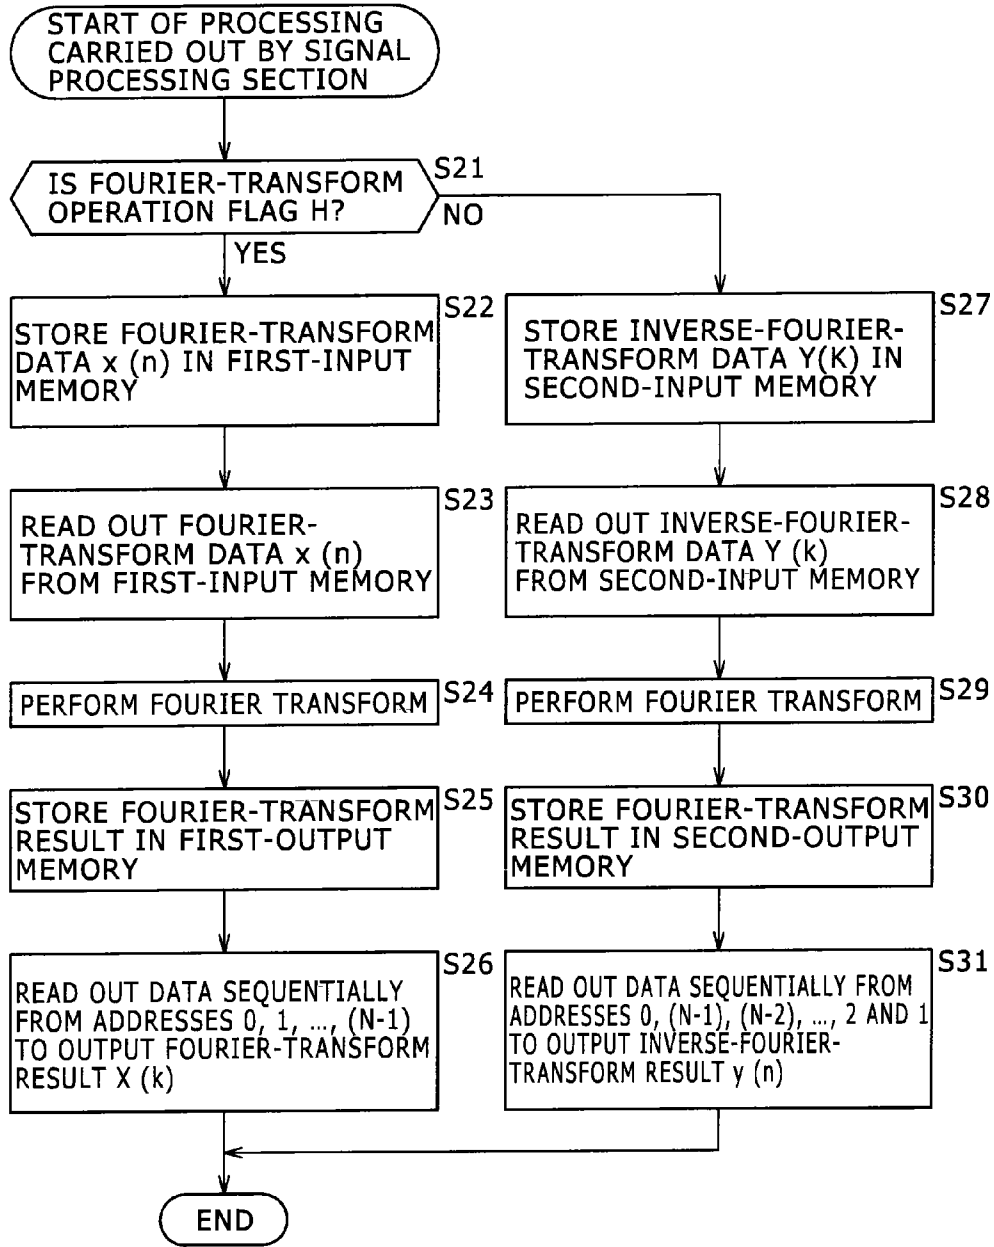 START OF PROCESSING
CARRIED OUT BY SIGNAL
PROCESSING SECTION
S21
IS FOURIER-TRANSFORM
OPERATION FLAG H?
NO
YES
S22
STORE FOURIER-TRANSFORM
DATA x (n) IN FIRST-INPUT
MEMORY
S23
READ OUT FOURIER-
TRANSFORM DATA x (n)
FROM FIRST-INPUT MEMORY
S24
PERFORM FOURIER TRANSFORM
S25
STORE FOURIER-TRANSFORM
RESULT IN FIRST-OUTPUT
MEMORY
S26
READ OUT DATA SEQUENTIALLY
FROM ADDRESSES 0, 1, ..., (N-1)
TO OUTPUT FOURIER-TRANSFORM
RESULT X (k)
S27
STORE INVERSE-FOURIER-
TRANSFORM DATA Y(K) IN
SECOND-INPUT MEMORY
S28
READ OUT INVERSE-FOURIER-
TRANSFORM DATA Y (k)
FROM SECOND-INPUT MEMORY
S29
PERFORM FOURIER TRANSFORM
S30
STORE FOURIER-TRANSFORM
RESULT IN SECOND-OUTPUT
MEMORY
S31
READ OUT DATA SEQUENTIALLY FROM
ADDRESSES 0, (N-1), (N-2), ..., 2 AND 1
TO OUTPUT INVERSE-FOURIER-
TRANSFORM RESULT y (n)
END